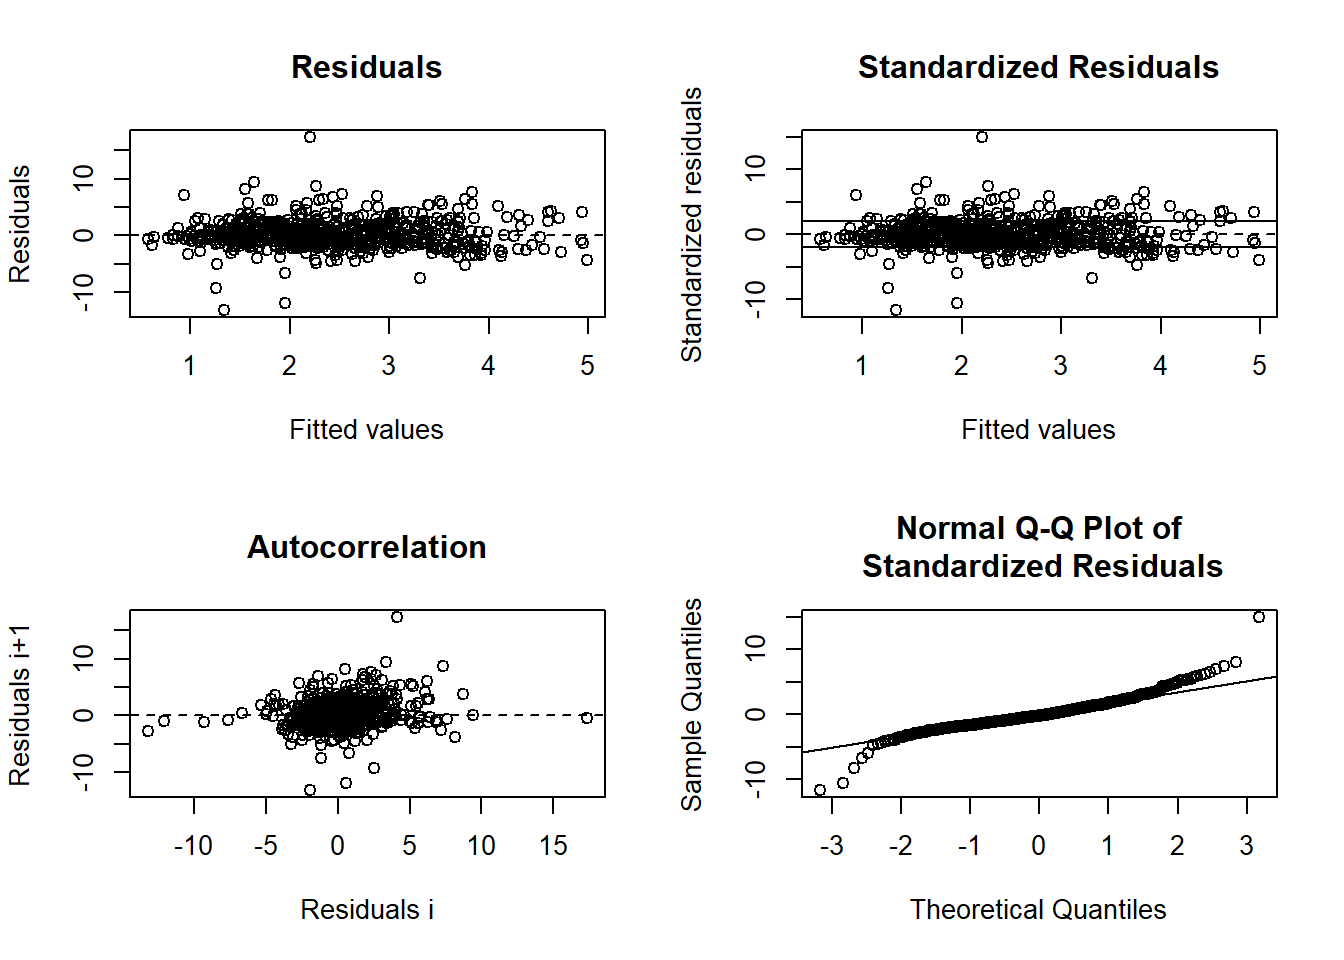 Residuals
Residuals
10
0
-10
1 2 3 4 5
Fitted values
Standardized Residuals
Standardized residuals
10
0
-10
1 2 3 4 5
Fitted values
Autocorrelation
Residuals i+1
10
0
-10
-10 -5 0 5 10 15
Residuals i
Normal Q-Q Plot of
Standardized Residuals
Sample Quantiles
10
0
-10
-3 -2 -1 0 1 2 3
Theoretical Quantiles